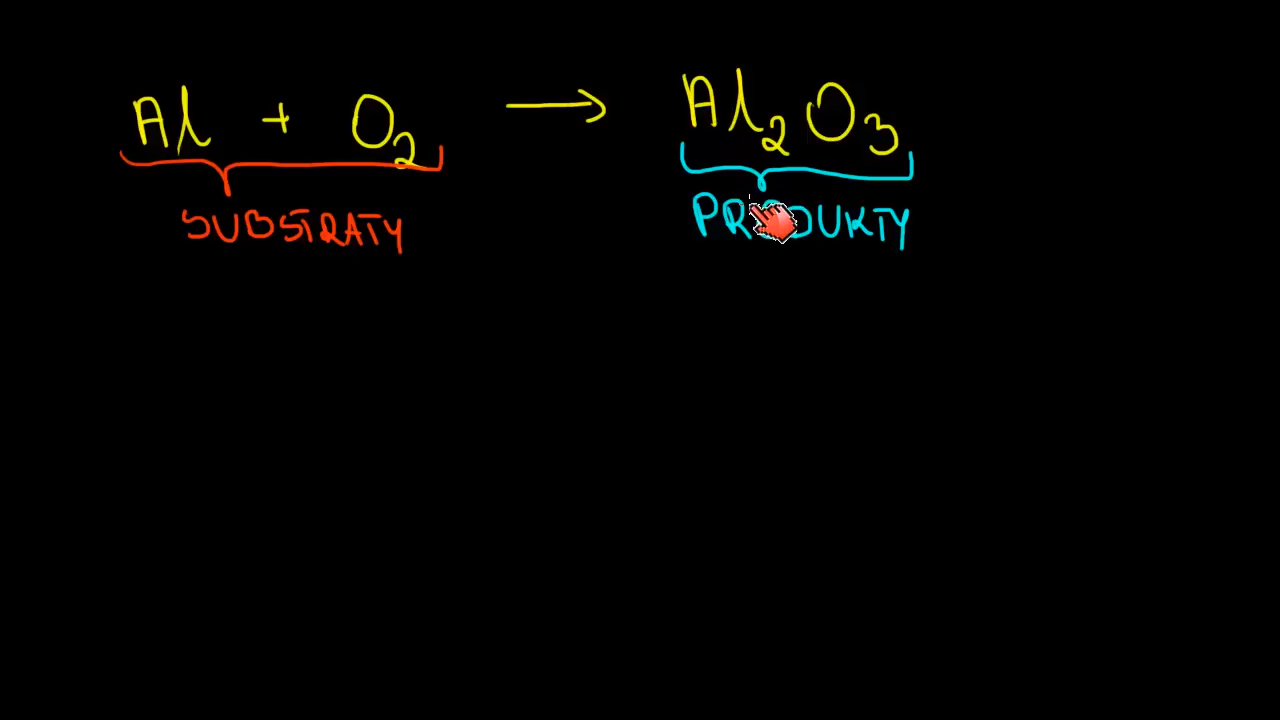 Al + O₂ → Al₂O₃
SUBSTRATY PRODUKTY